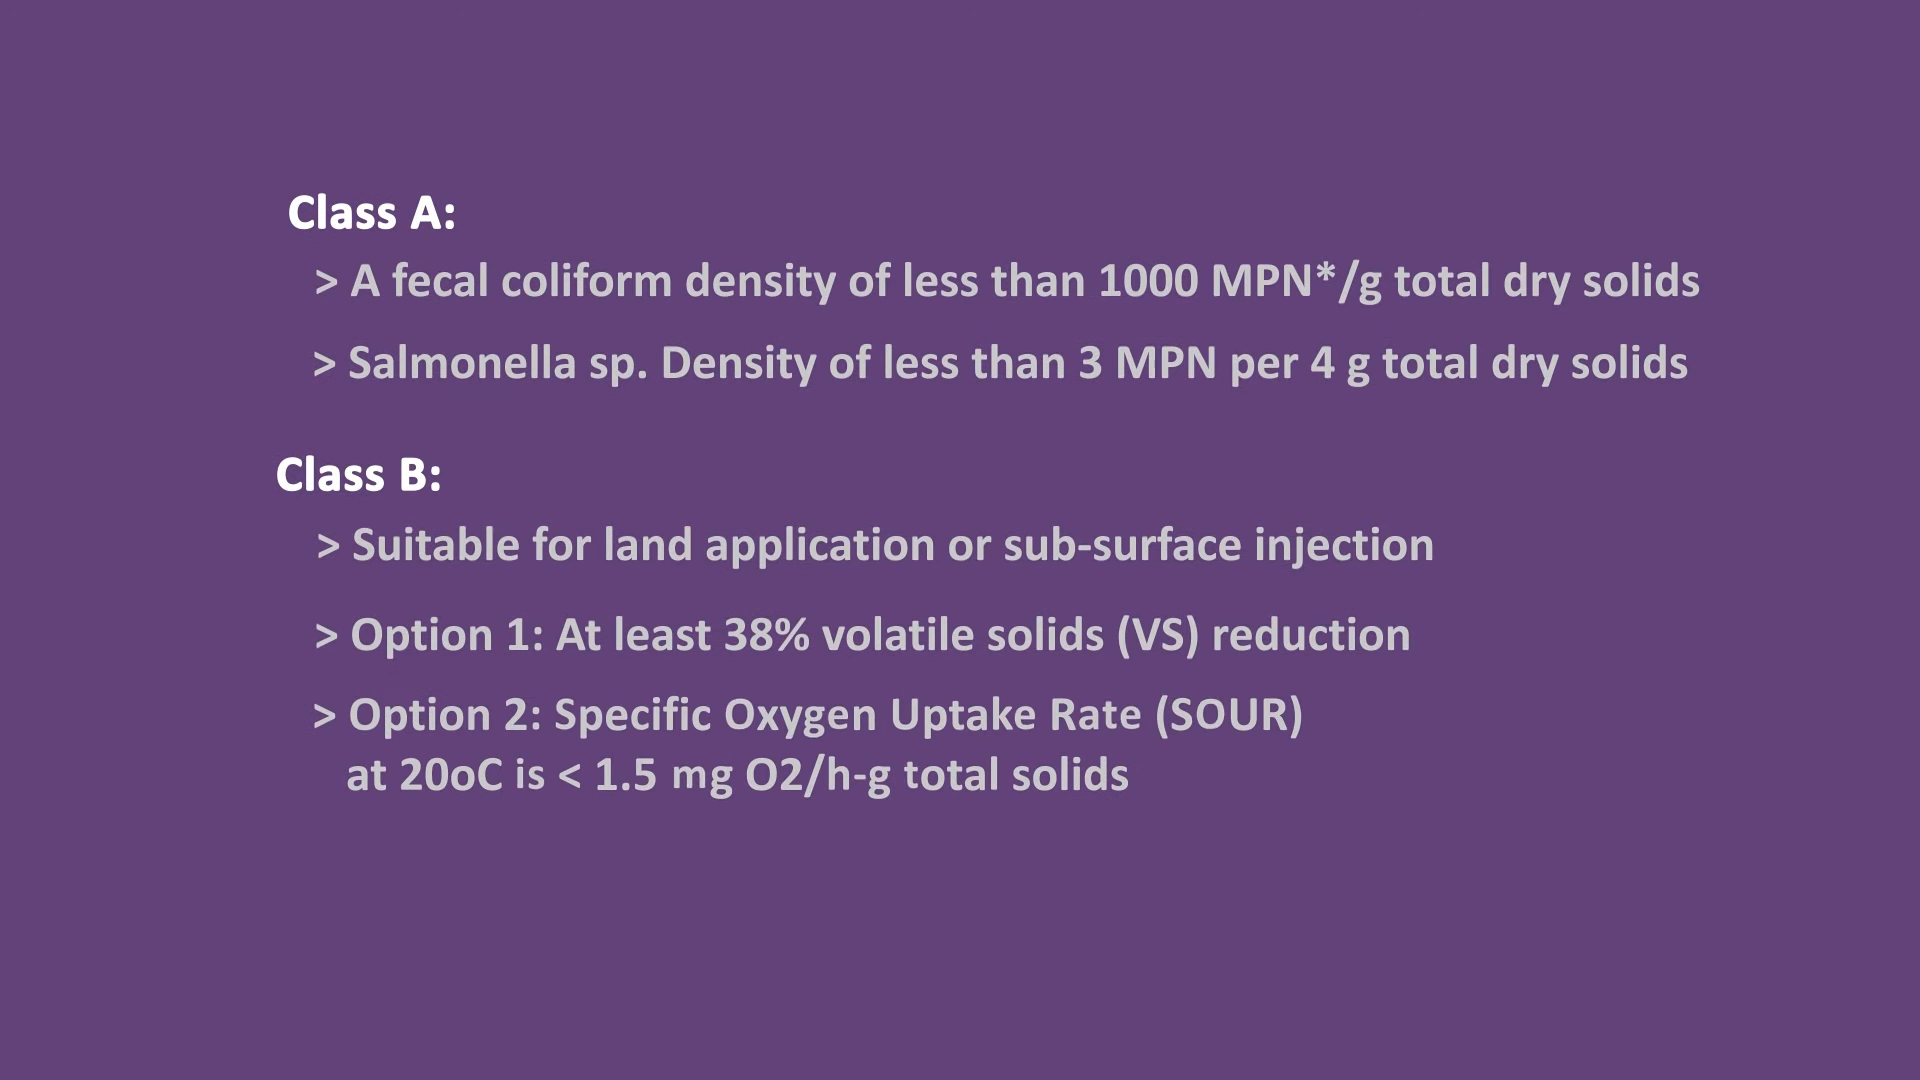 Class A:
> A fecal coliform density of less than 1000 MPN*/g total dry solids
> Salmonella sp. Density of less than 3 MPN per 4 g total dry solids
Class B:
> Suitable for land application or sub-surface injection
> Option 1: At least 38% volatile solids (VS) reduction
> Option 2: Specific Oxygen Uptake Rate (SOUR)
at 20oC is < 1.5 mg O2/h-g total solids